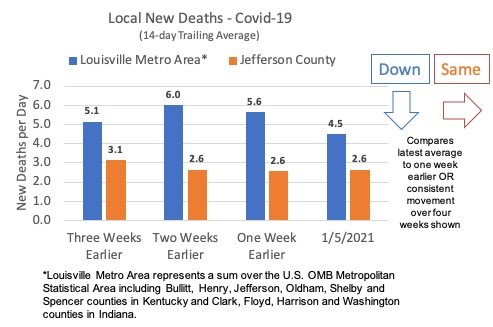 Local New Deaths - Covid-19
(14-day Trailing Average)
Louisville Metro Area* Jefferson County
Down Same
Compares
latest average
to one week
earlier OR
consistent
movement
over four
weeks shown
New Deaths per Day
7.0
6.0
5.0
4.0
3.0
2.0
1.0
0.0
5.1
3.1
6.0
2.6
5.6
2.6
4.5
2.6
Three Weeks
Earlier
Two Weeks
Earlier
One Week
Earlier
1/5/2021
*Louisville Metro Area represents a sum over the U.S. OMB Metropolitan
Statistical Area including Bullitt, Henry, Jefferson, Oldham, Shelby and
Spencer counties in Kentucky and Clark, Floyd, Harrison and Washington
counties in Indiana.